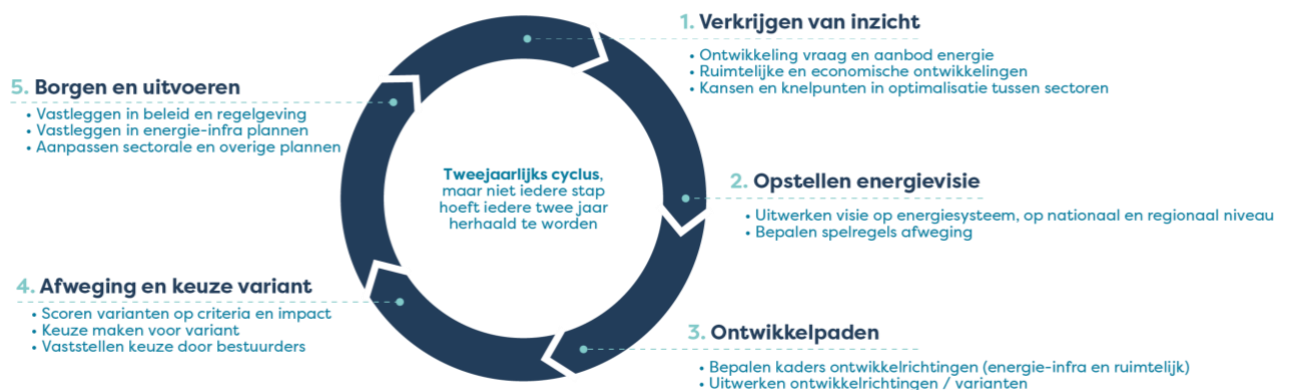 1. Verkrijgen van inzicht
• Ontwikkeling vraag en aanbod energie
• Ruimtelijke en economische ontwikkelingen
• Kansen en knelpunten in optimalisatie tussen sectoren
2. Opstellen energievisie
• Uitwerken visie op energiesysteem, op nationaal en regionaal niveau
• Bepalen spelregels afweging
3. Ontwikkelpaden
• Bepalen kaders ontwikkelrichtingen (energie-infra en ruimtelijk)
• Uitwerken ontwikkelrichtingen / varianten
4. Afweging en keuze variant
• Scoren varianten op criteria en impact
• Keuze maken voor variant
• Vaststellen keuze door bestuurders
5. Borgen en uitvoeren
• Vastleggen in beleid en regelgeving
• Vastleggen in energie-infra plannen
• Aanpassen sectorale en overige plannen
Tweejaarlijks cyclus,
maar niet iedere stap
hoeft iedere twee jaar
herhaald te worden